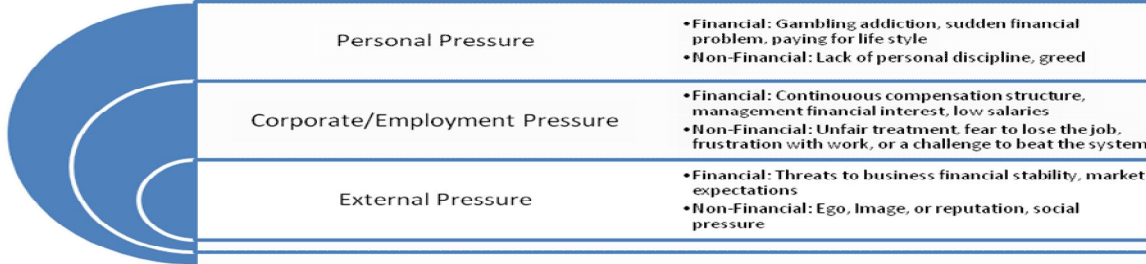 Personal Pressure
•Financial: Gambling addiction, sudden financial
problem, paying for life style
•Non-Financial: Lack of personal discipline, greed
Corporate/Employment Pressure
•Financial: Continouous compensation structure,
management financial interest, low salaries
•Non-Financial: Unfair treatment, fear to lose the job,
frustration with work, or a challenge to beat the system
External Pressure
•Financial: Threats to business financial stability, market
expectations
•Non-Financial: Ego, Image, or reputation, social
pressure